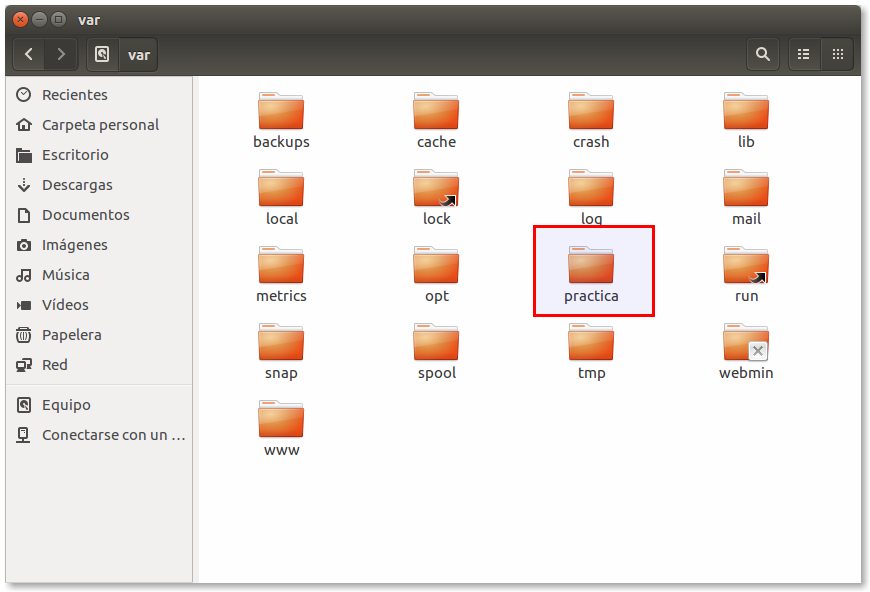 var
var
Recientes
Carpeta personal
Escritorio
Descargas
Documentos
Imágenes
Música
Vídeos
Papelera
Red
Equipo
Conectarse con un …
backups cache crash lib
local lock log mail
metrics opt practica run
snap spool tmp webmin
www